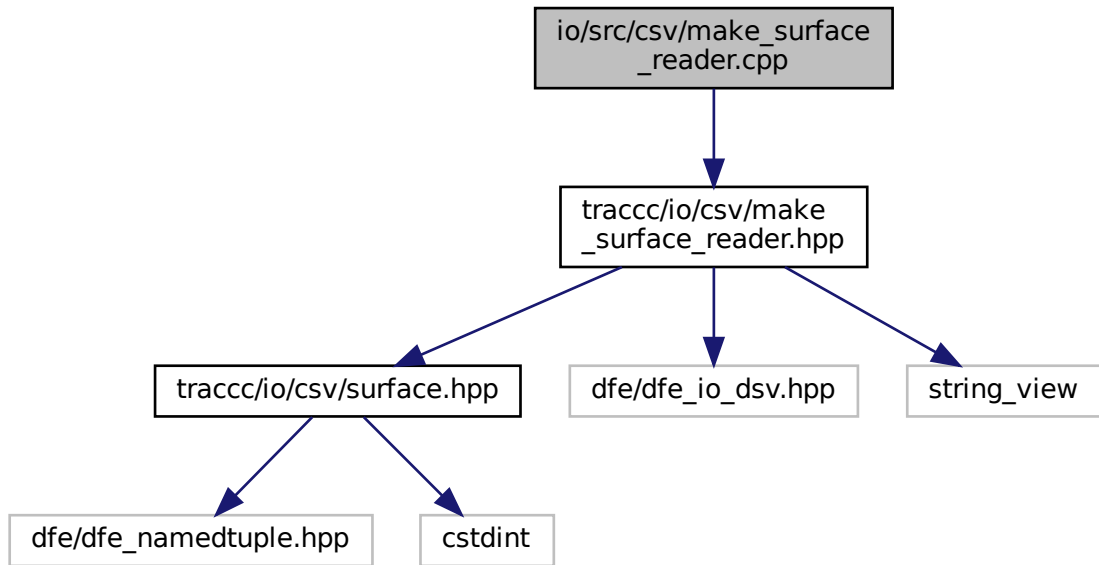 io/src/csv/make_surface
_reader.cpp
traccc/io/csv/make
_surface_reader.hpp
traccc/io/csv/surface.hpp
dfe/dfe_io_dsv.hpp
string_view
dfe/dfe_namedtuple.hpp
cstdint